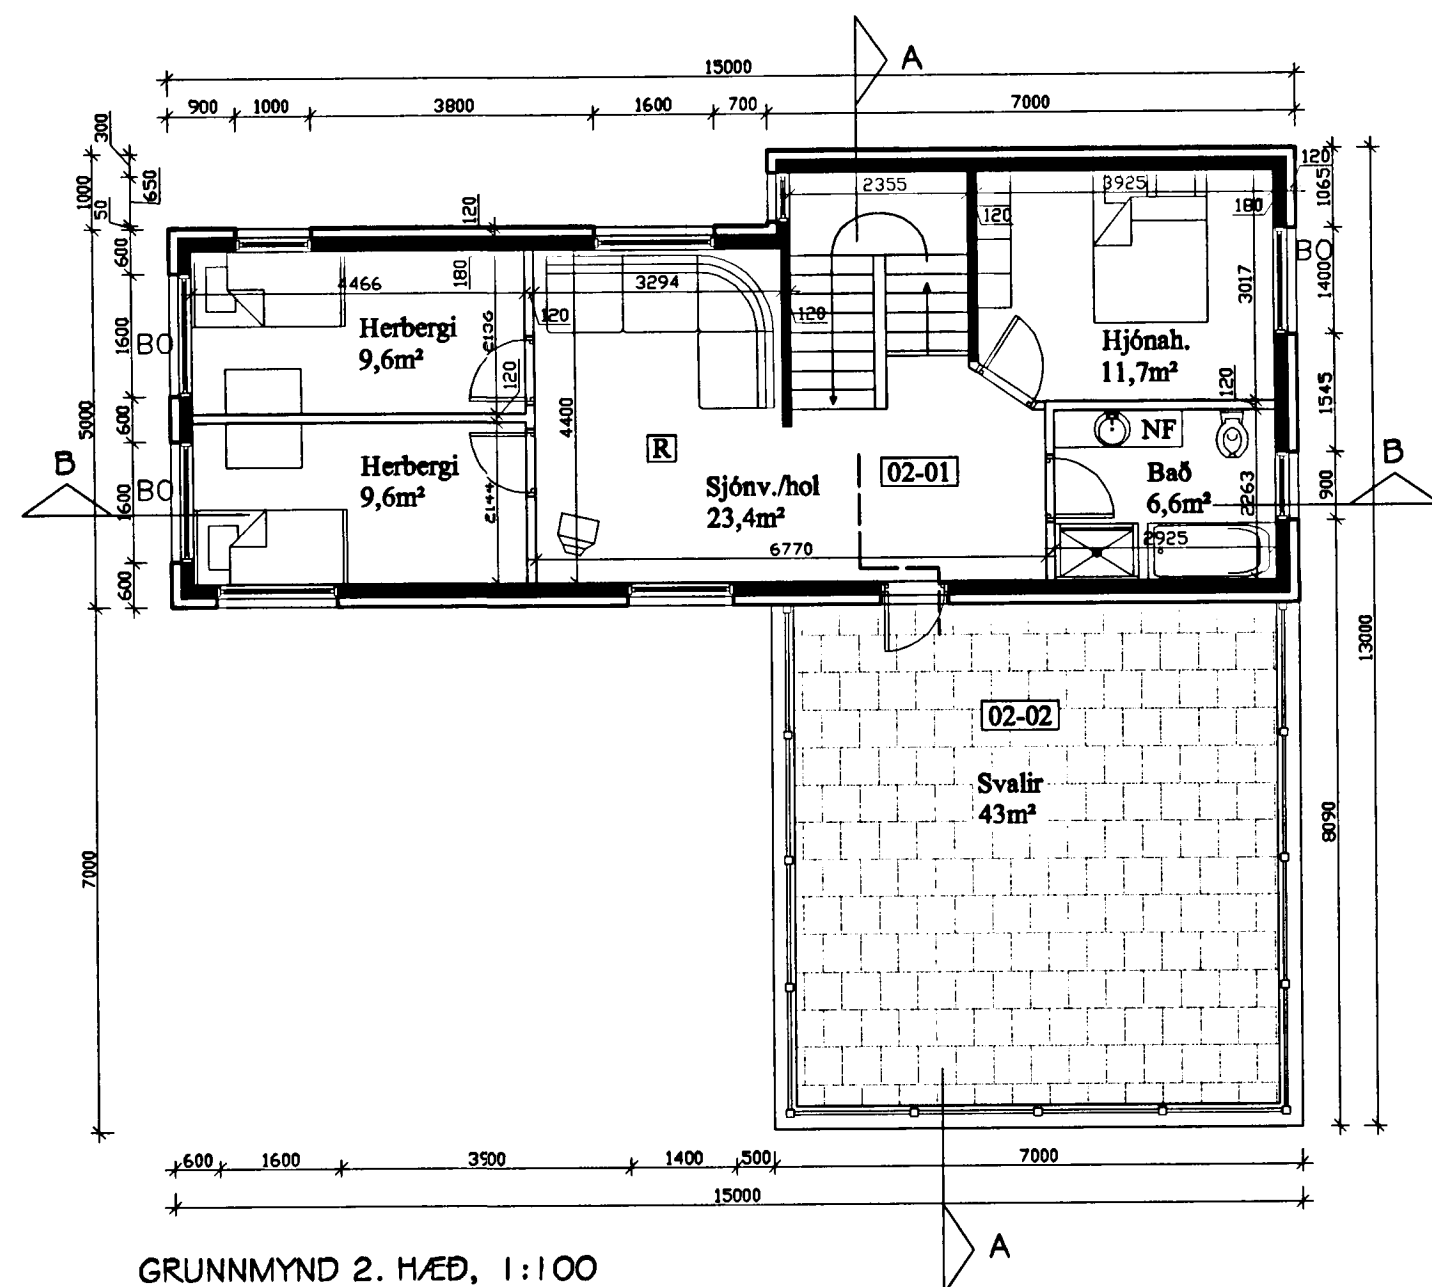 A
15000
900 1000 3800 1600 700 7000
300
1000
650
50
120
120
2355
3925
1065
120
180
BO
600
4466
180
3294
3017
1400
120
120
1600
BO
Herbergi
9,6m²
2136
Hjónah.
11,7m²
120
120
1545
5000
600
4400
NF
B
Herbergi
9,6m²
R
02-01
B
BO
1600
2144
Sjónv./hol
23,4m²
Bað
6,6m²
2263
900
6770
2925
600
13000
02-02
Svalir
43m²
8090
7000
600 1600 3900 1400 500 7000
15000
A
GRUNNMYND 2. HÆÐ, 1:100